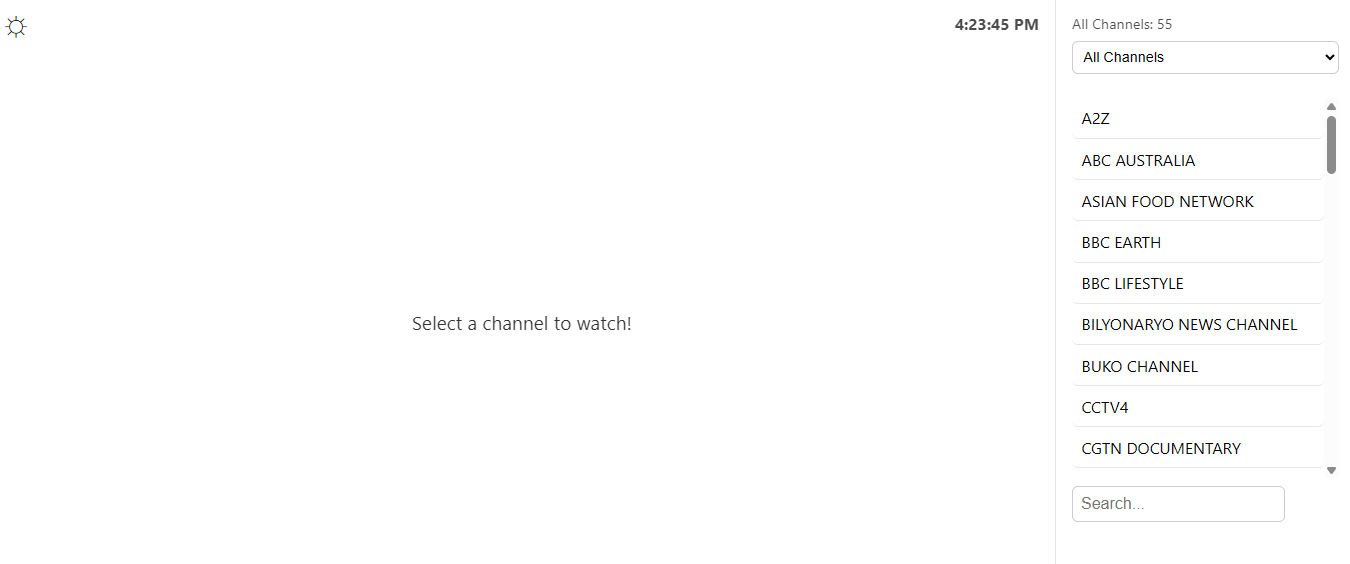 4:23:45 PM
Select a channel to watch!
All Channels: 55
All Channels
A2Z
ABC AUSTRALIA
ASIAN FOOD NETWORK
BBC EARTH
BBC LIFESTYLE
BILYONARYO NEWS CHANNEL
BUKO CHANNEL
CCTV4
CGTN DOCUMENTARY
Search...